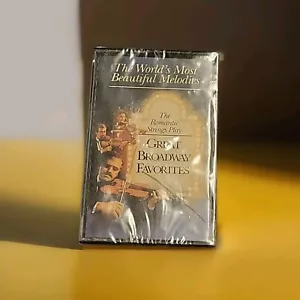 The World's Most
Beautiful Melodies
The
Romantic
Strings Play
GREAT
BROADWAY
FAVORITES